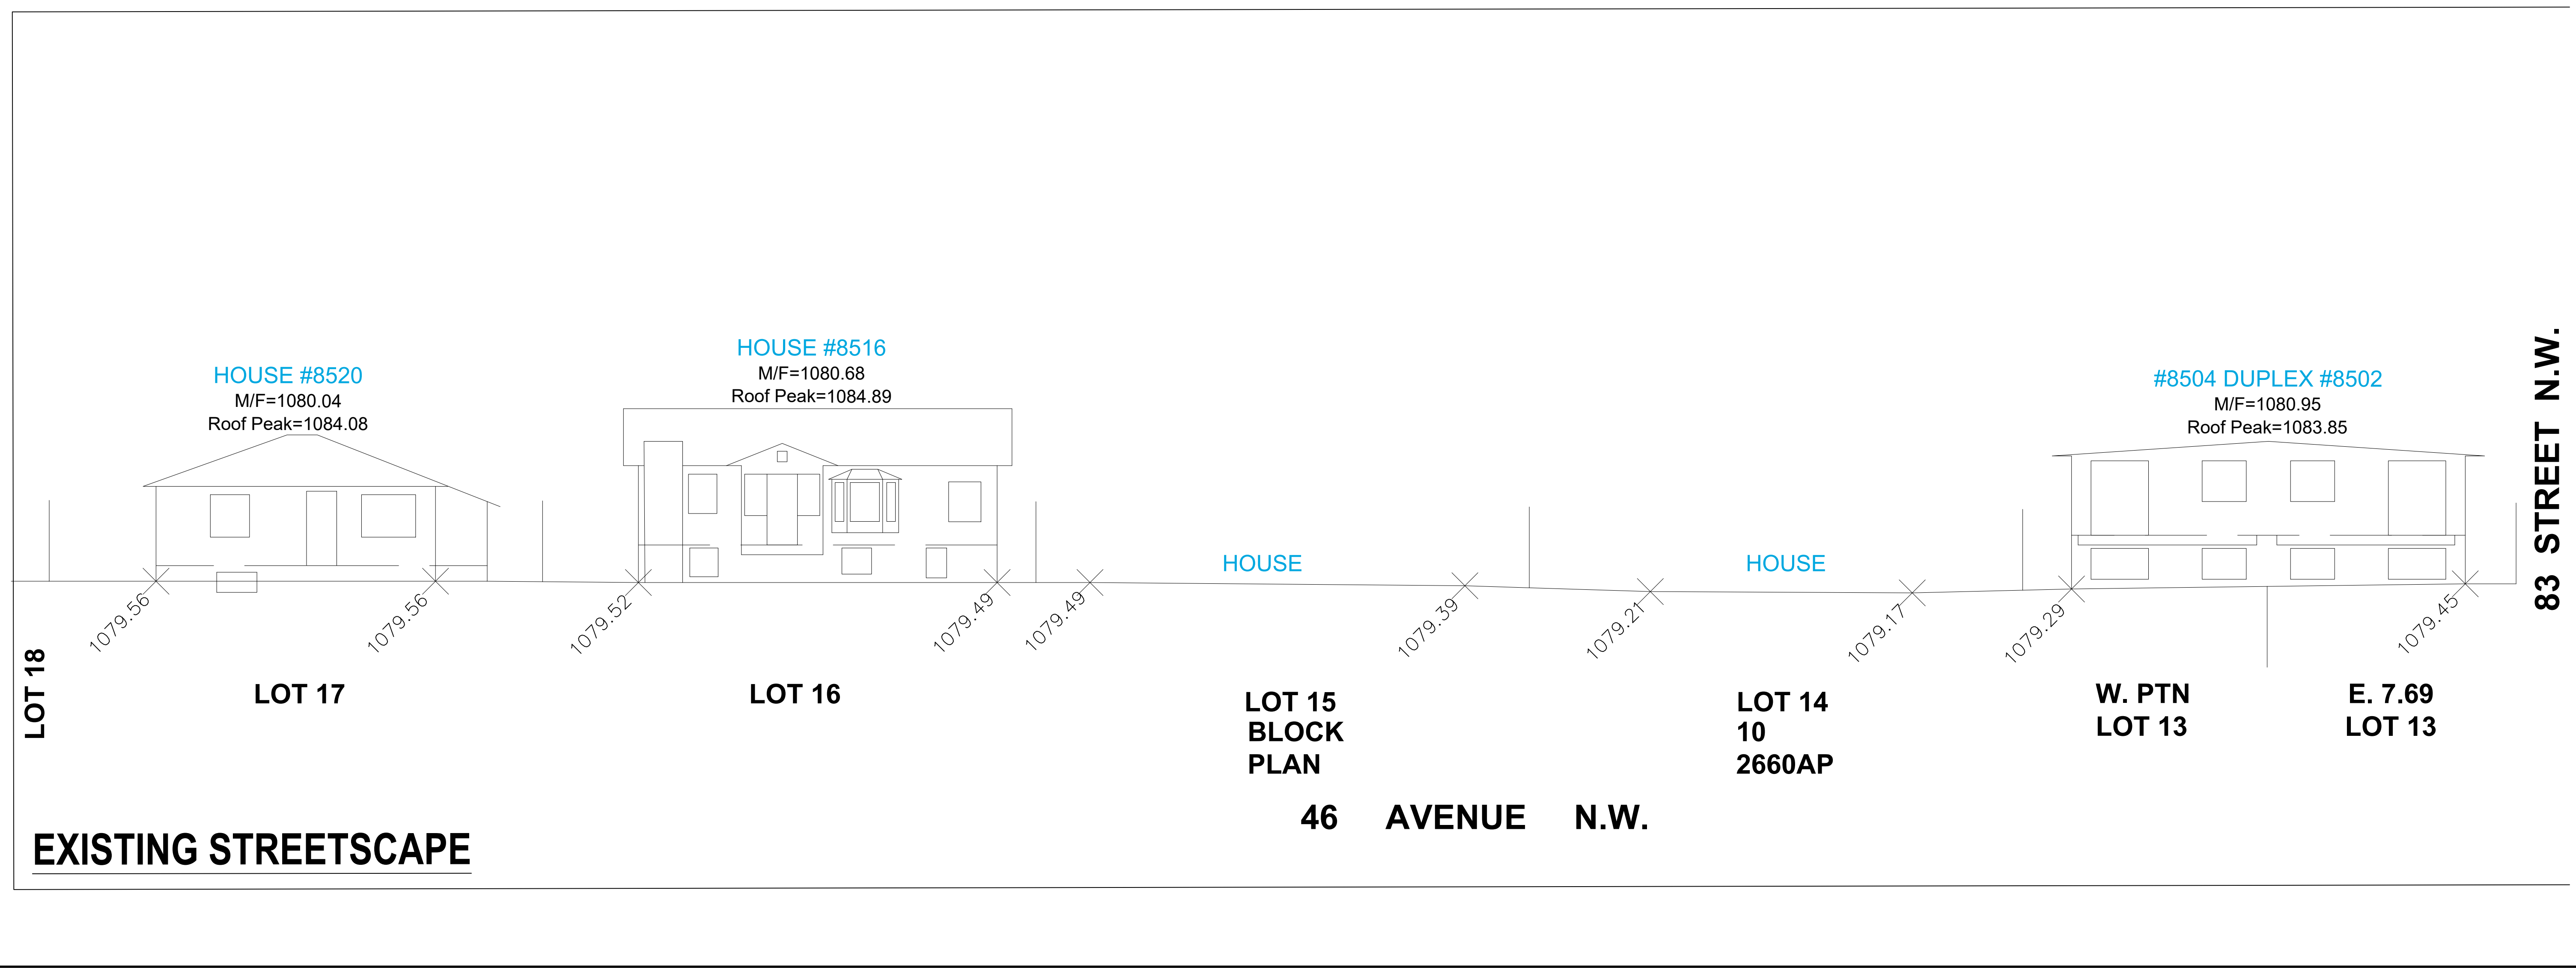 HOUSE #8520
M/F=1080.04
Roof Peak=1084.08
HOUSE #8516
M/F=1080.68
Roof Peak=1084.89
HOUSE
HOUSE
#8504 DUPLEX #8502
M/F=1080.95
Roof Peak=1083.85
83 STREET N.W.
1079.56
1079.56
1079.52
1079.49
1079.49
1079.39
1079.21
1079.17
1079.29
1079.45
LOT 18
LOT 17
LOT 16
LOT 15
BLOCK
PLAN
LOT 14
10
2660AP
W. PTN
LOT 13
E. 7.69
LOT 13
46 AVENUE N.W.
EXISTING STREETSCAPE